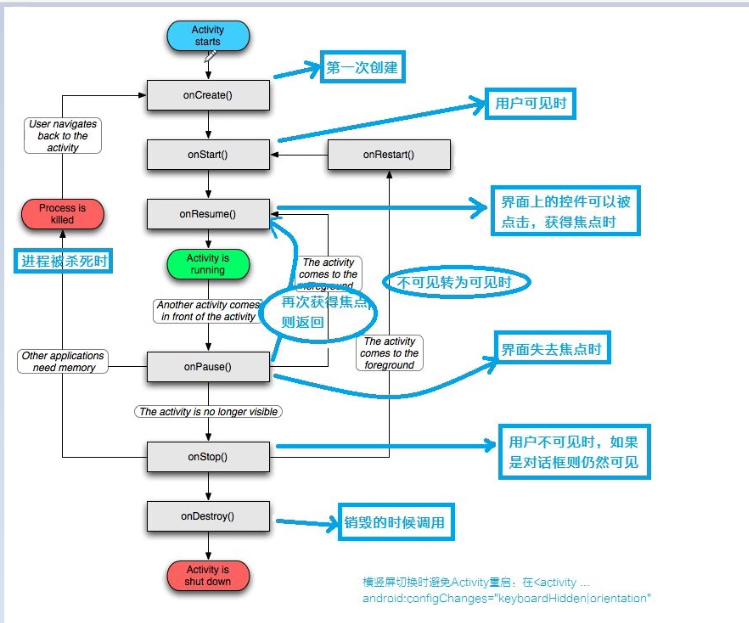 Activity
starts
第一次创建
onCreate()
用户可见时
User navigates
back to the
activity
onStart()
onRestart()
界面上的控件可以被
点击，获得焦点时
Process is
killed
onResume()
进程被杀死时
Activity is
running
The activity
comes to the
foreground
不可见转为可见时
Another activity comes
in front of the activity
再次获得焦点，
则返回
The activity
comes to the
foreground
界面失去焦点时
Other applications
need memory
onPause()
The activity is no longer visible
用户不可见时，如果
是对话框则仍然可见
onStop()
onDestroy()
销毁的时候调用
Activity is
shut down
横竖屏切换时避免Activity重启：在<activity ...
android:configChanges="keyboardHidden|orientation"